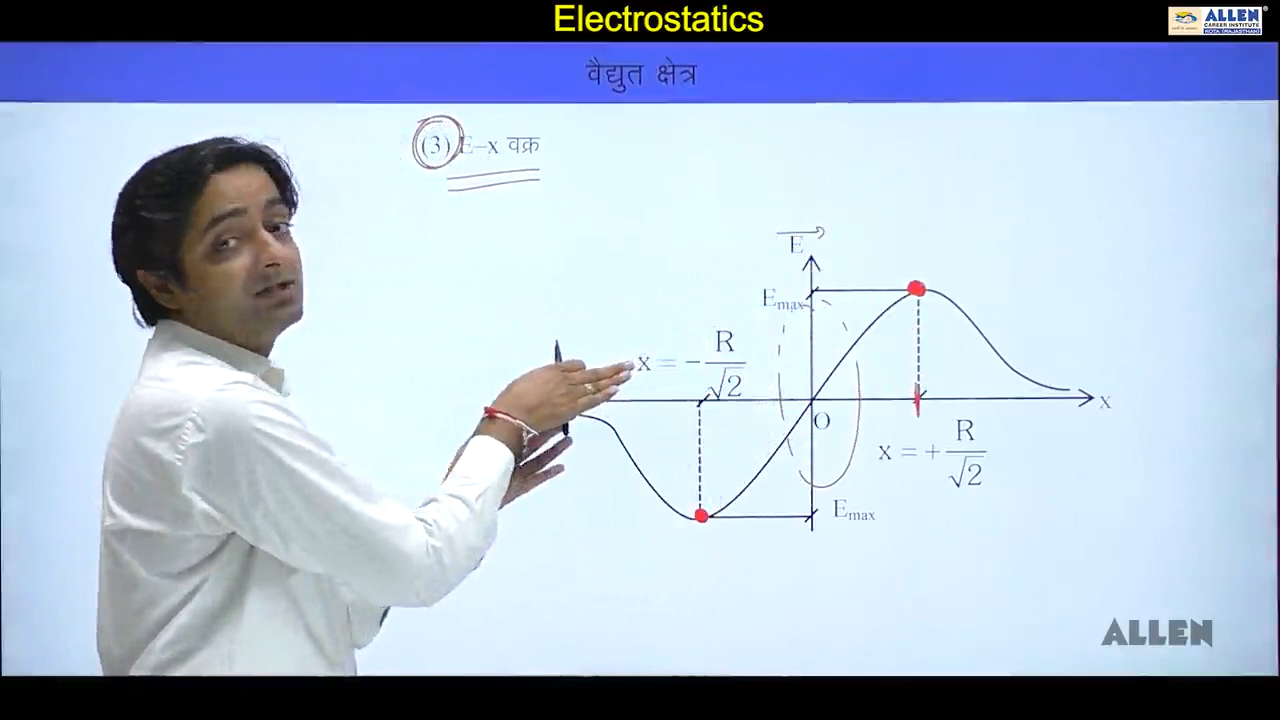 Electrostatics
ALLEN
CAREER INSTITUTE
KOTA (RAJASTHAN)
वैद्युत क्षेत्र
(3) E–x वक्र
E
Emax
x = − R/√2
O
x
x = + R/√2
Emax
ALLEN